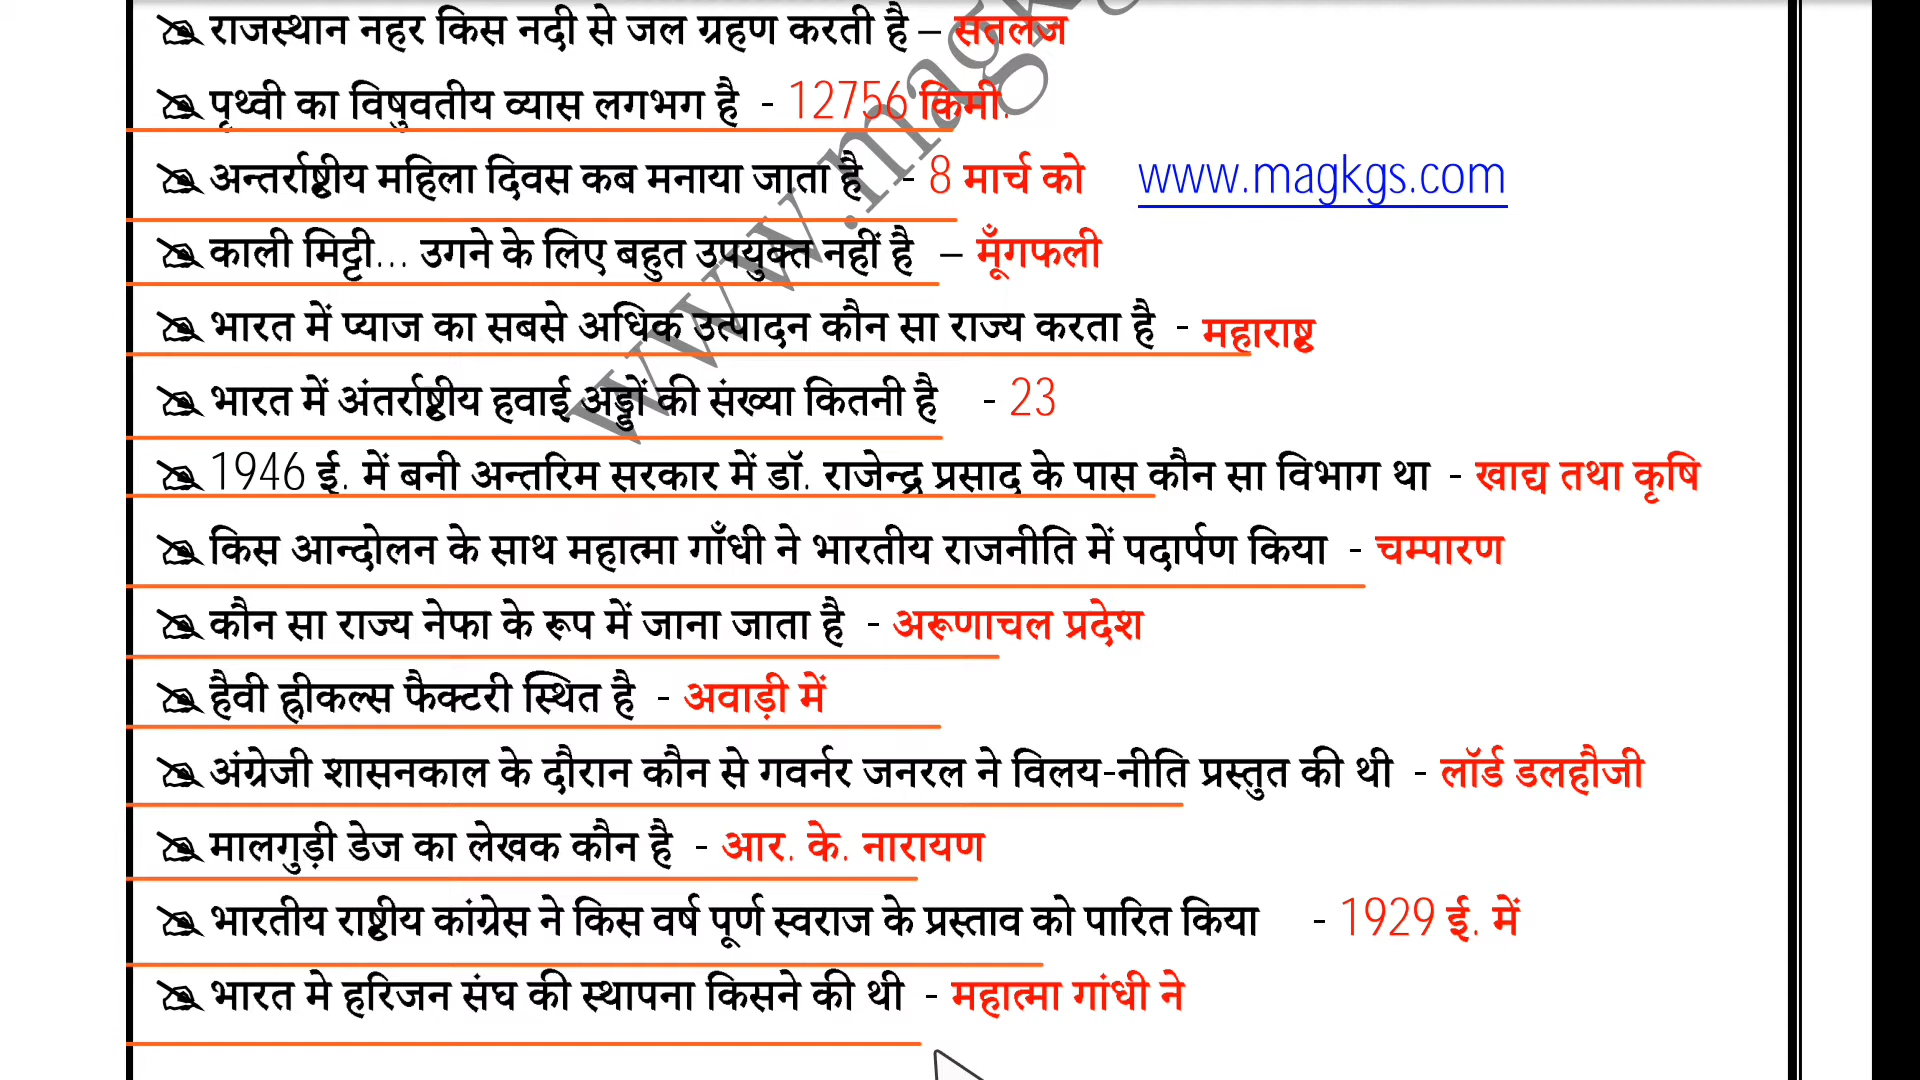 राजस्थान नहर किस नदी से जल ग्रहण करती है – सतलज
पृथ्वी का विषुवतीय व्यास लगभग है - 12756 किमी.
अन्तर्राष्ट्रीय महिला दिवस कब मनाया जाता है - 8 मार्च को www.magkgs.com
काली मिट्टी... उगने के लिए बहुत उपयुक्त नहीं है – मूँगफली
भारत में प्याज का सबसे अधिक उत्पादन कौन सा राज्य करता है - महाराष्ट्र
भारत में अंतर्राष्ट्रीय हवाई अड्डों की संख्या कितनी है - 23
1946 ई. में बनी अन्तरिम सरकार में डॉ. राजेन्द्र प्रसाद के पास कौन सा विभाग था - खाद्य तथा कृषि
किस आन्दोलन के साथ महात्मा गाँधी ने भारतीय राजनीति में पदार्पण किया - चम्पारण
कौन सा राज्य नेफा के रूप में जाना जाता है - अरूणाचल प्रदेश
हैवी ह्वीकल्स फैक्टरी स्थित है - अवाड़ी में
अंग्रेजी शासनकाल के दौरान कौन से गवर्नर जनरल ने विलय-नीति प्रस्तुत की थी - लॉर्ड डलहौजी
मालगुड़ी डेज का लेखक कौन है - आर. के. नारायण
भारतीय राष्ट्रीय कांग्रेस ने किस वर्ष पूर्ण स्वराज के प्रस्ताव को पारित किया - 1929 ई. में
भारत मे हरिजन संघ की स्थापना किसने की थी - महात्मा गांधी ने